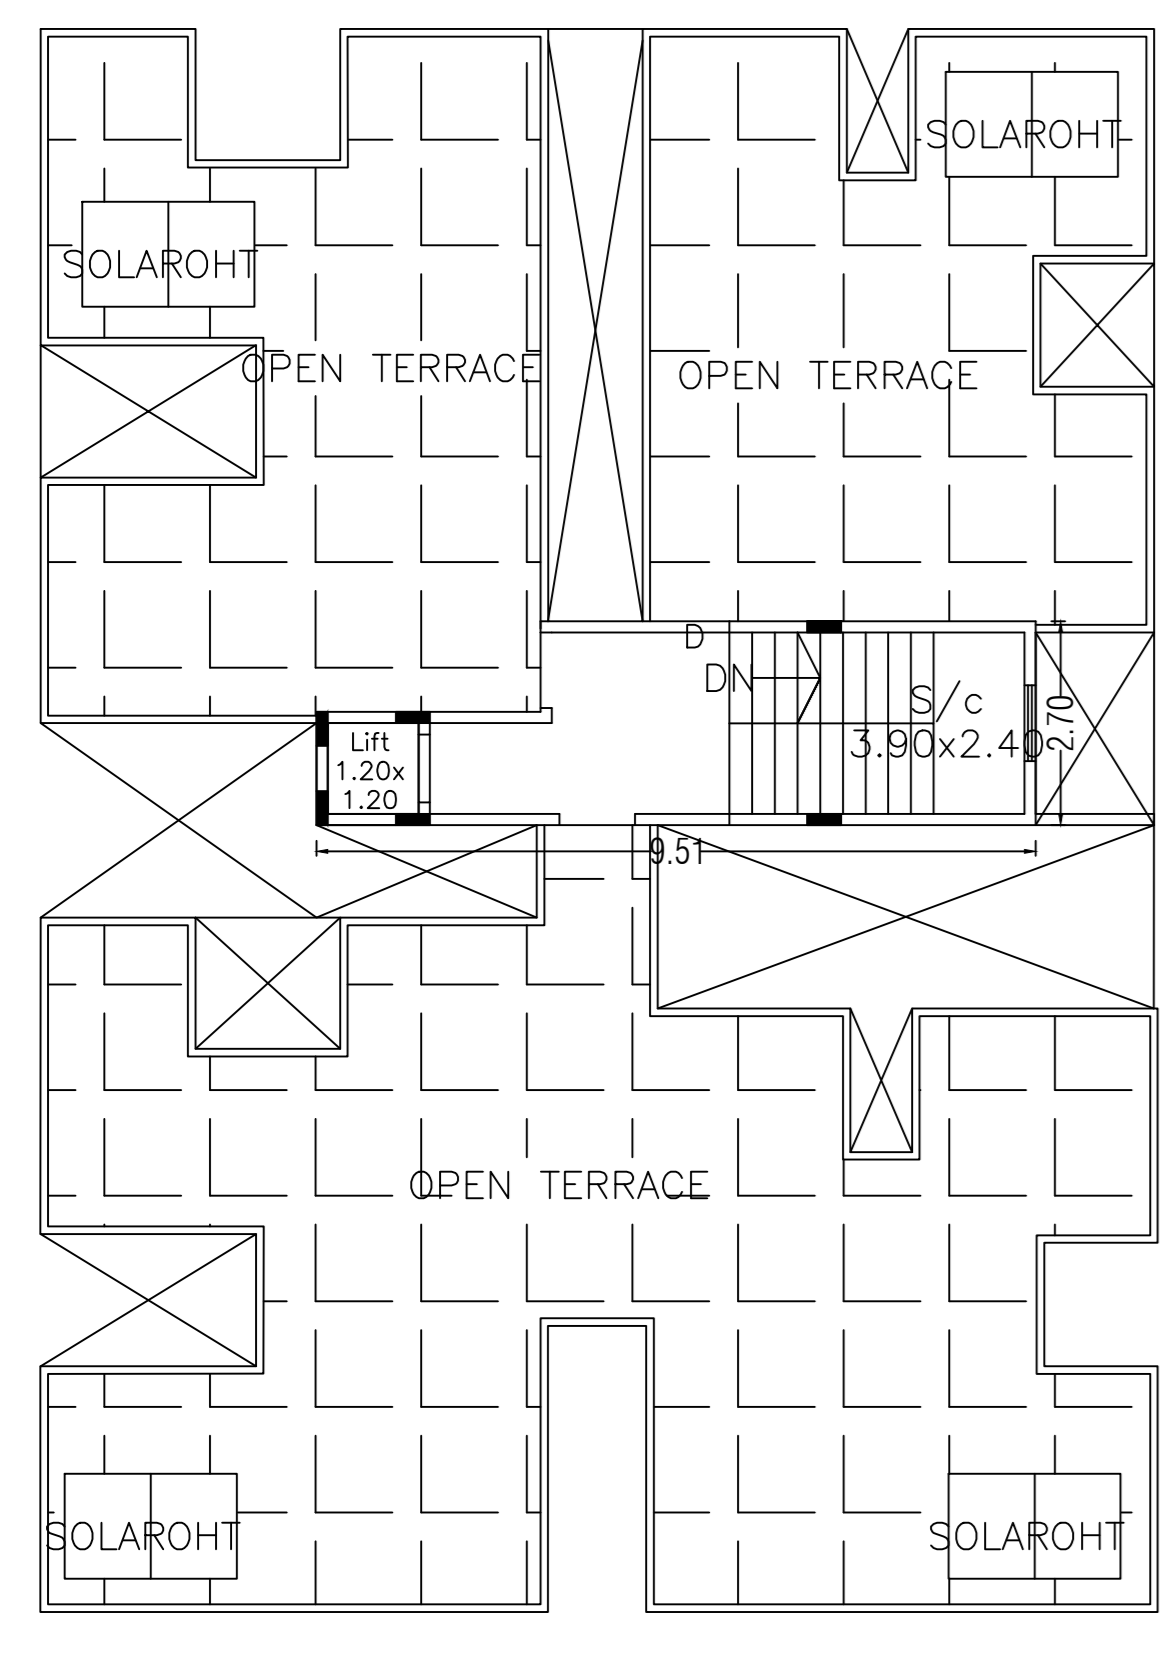 SOLAROHT
SOLAROHT
OPEN TERRACE
OPEN TERRACE
D
DN
S/c
3.90x2.40
2.70
Lift
1.20x
1.20
9.51
OPEN TERRACE
SOLAROHT
SOLAROHT